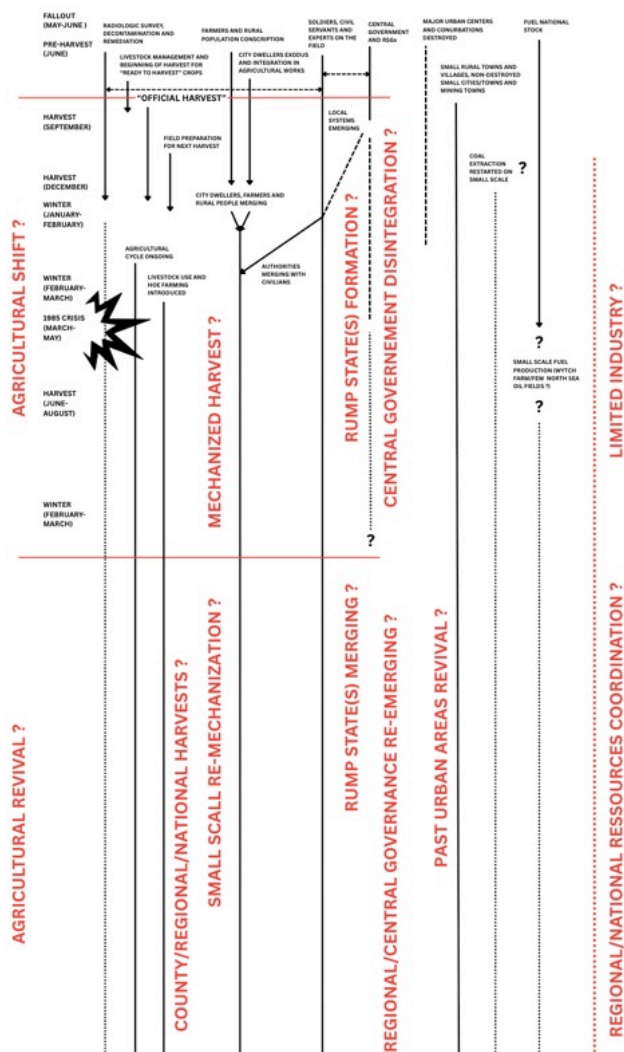 FALLOUT
(MAY-JUNE )
PRE-HARVEST
(JUNE)
RADIOLOGIC SURVEY,
DECONTAMINATION AND
REMEDIATION
LIVESTOCK MANAGEMENT AND
BEGINNING OF HARVEST FOR
"READY TO HARVEST" CROPS
FARMERS AND RURAL
POPULATION CONSCRIPTION
CITY DWELLERS EXODUS
AND INTEGRATION IN
AGRICULTURAL WORKS
SOLDIERS, CIVIL
SERVANTS AND
EXPERTS ON THE
FIELD
CENTRAL
GOVERNMENT
AND RSGs
MAJOR URBAN CENTERS
AND CONURBATIONS
DESTROYED
SMALL RURAL TOWNS AND
VILLAGES, NON-DESTROYED
SMALL CITIES/TOWNS AND
MINING TOWNS
FUEL NATIONAL
STOCK
"OFFICIAL HARVEST"
HARVEST
(SEPTEMBER)
FIELD PREPARATION
FOR NEXT HARVEST
LOCAL
SYSTEMS
EMERGING
COAL
EXTRACTION
RESTARTED ON
SMALL SCALE
?
HARVEST
(DECEMBER)
WINTER
(JANUARY-
FEBRUARY)
CITY DWELLERS, FARMERS AND
RURAL PEOPLE MERGING
AGRICULTURAL
CYCLE ONGOING
AUTHORITIES
MERGING WITH
CIVILIANS
WINTER
(FEBRUARY-
MARCH)
LIVESTOCK USE AND
HOE FARMING
INTRODUCED
1985 CRISIS
(MARCH-
MAY)
?
SMALL SCALE FUEL
PRODUCTION (WYTCH
FARM/FEW NORTH SEA
OIL FIELDS ?)
?
HARVEST
(JUNE-
AUGUST)
WINTER
(FEBRUARY-
MARCH)
?
AGRICULTURAL SHIFT ?
MECHANIZED HARVEST ?
RUMP STATE(S) FORMATION ?
CENTRAL GOVERNEMENT DISINTEGRATION ?
LIMITED INDUSTRY ?
AGRICULTURAL REVIVAL ?
COUNTY/REGIONAL/NATIONAL HARVESTS ?
SMALL SCALL RE-MECHANIZATION ?
RUMP STATE(S) MERGING ?
REGIONAL/CENTRAL GOVERNANCE RE-EMERGING ?
PAST URBAN AREAS REVIVAL ?
REGIONAL/NATIONAL RESSOURCES COORDINATION ?